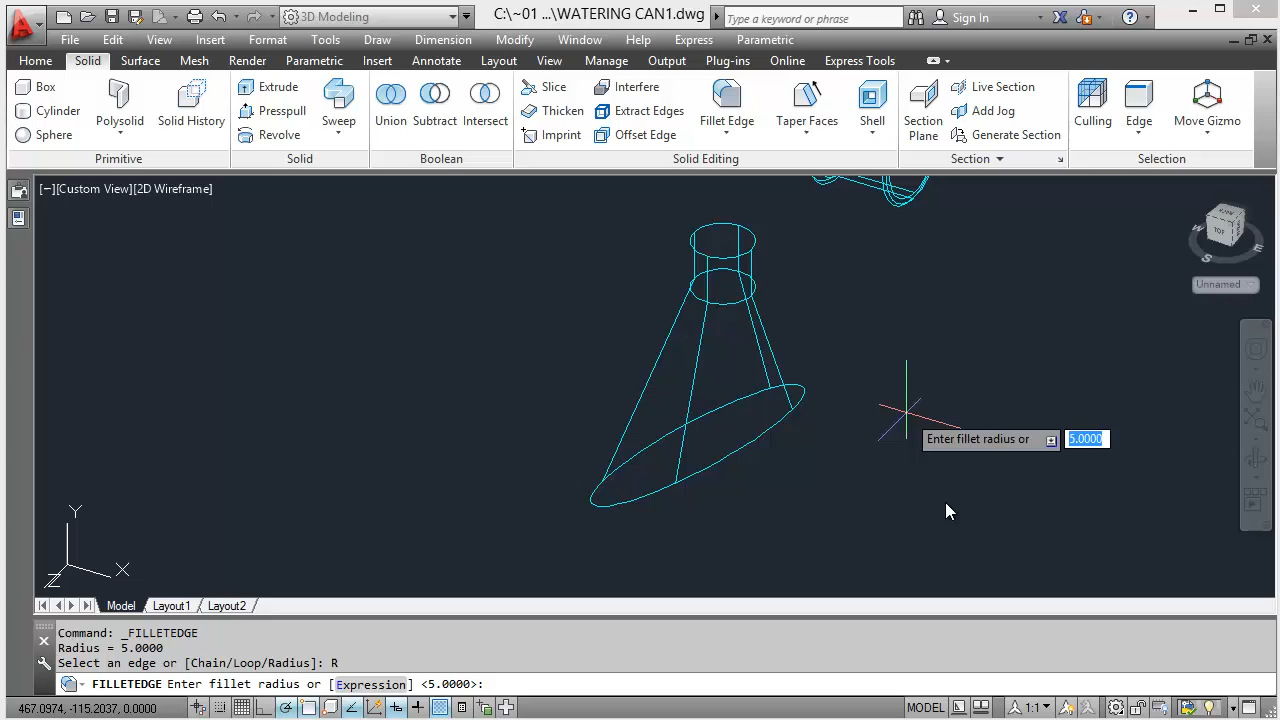 3D Modeling
C:\~01 ...\WATERING CAN1.dwg
Type a keyword or phrase
Sign In
File Edit View Insert Format Tools Draw Dimension Modify Window Help Express Parametric
Home Solid Surface Mesh Render Parametric Insert Annotate Layout View Manage Output Plug-ins Online Express Tools
Box
Cylinder
Sphere
Polysolid
Solid History
Primitive
Extrude
Presspull
Revolve
Sweep
Solid
Union
Subtract
Intersect
Boolean
Slice
Thicken
Imprint
Interfere
Extract Edges
Offset Edge
Fillet Edge
Taper Faces
Shell
Solid Editing
Section
Plane
Live Section
Add Jog
Generate Section
Section
Culling
Edge
Move Gizmo
Selection
[−][Custom View][2D Wireframe]
TOP
W
E
S
Unnamed
Enter fillet radius or
5.0000
Y
X
Z
Model Layout1 Layout2
Command: _FILLETEDGE
Radius = 5.0000
Select an edge or [Chain/Loop/Radius]: R
FILLETEDGE Enter fillet radius or [Expression] <5.0000>:
467.0974, -115.2037, 0.0000
MODEL
1:1